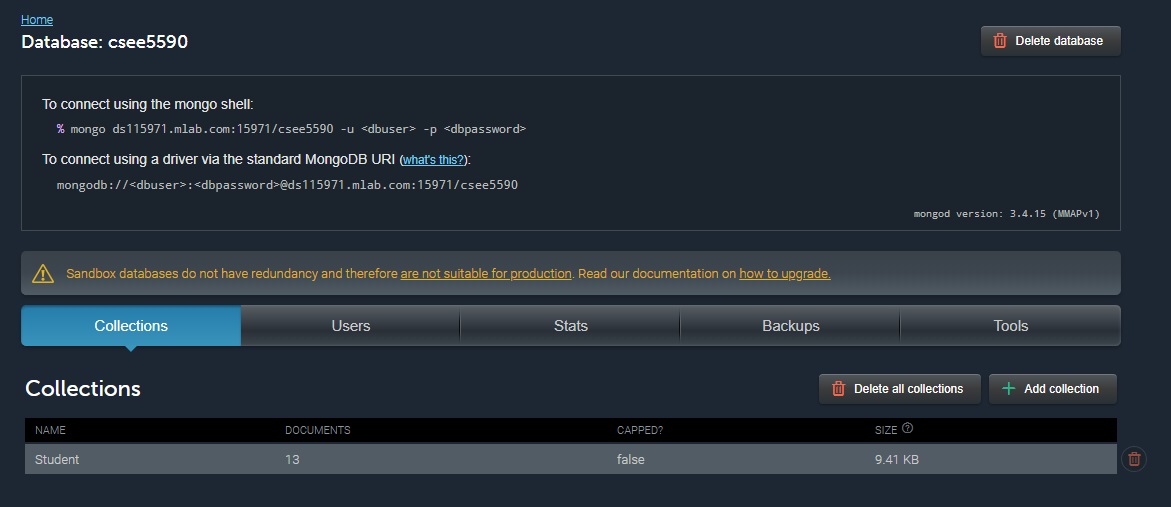 Home
Database: csee5590
Delete database
To connect using the mongo shell:
% mongo ds115971.mlab.com:15971/csee5590 -u <dbuser> -p <dbpassword>
To connect using a driver via the standard MongoDB URI (what's this?):
mongodb://<dbuser>:<dbpassword>@ds115971.mlab.com:15971/csee5590
mongod version: 3.4.15 (MMAPv1)
Sandbox databases do not have redundancy and therefore are not suitable for production. Read our documentation on how to upgrade.
Collections Users Stats Backups Tools
Collections
Delete all collections
Add collection
NAME DOCUMENTS CAPPED? SIZE ?
Student 13 false 9.41 KB